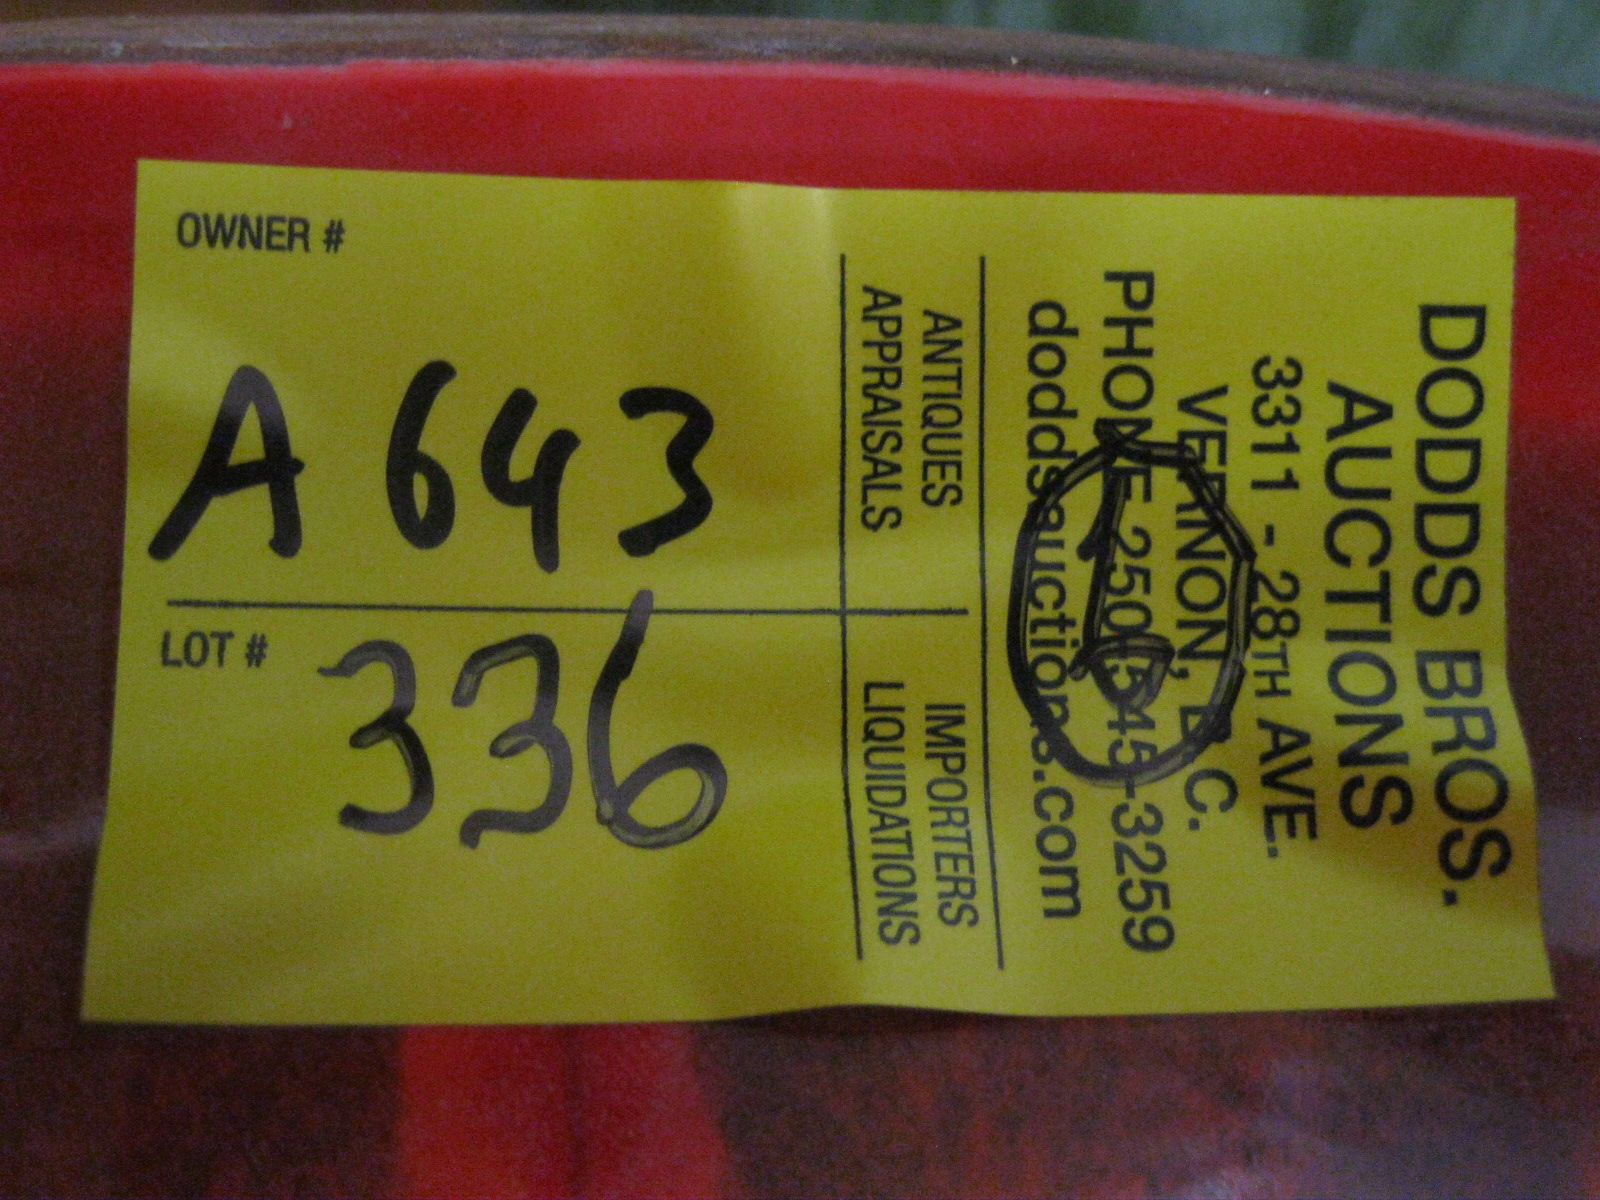 OWNER #
A 643
LOT #
336
DODDS BROS.
AUCTIONS
3311 - 28TH AVE.
VERNON, B.C.
PHONE 250-545-3259
doddsauctions.com
ANTIQUES
APPRAISALS
IMPORTERS
LIQUIDATIONS